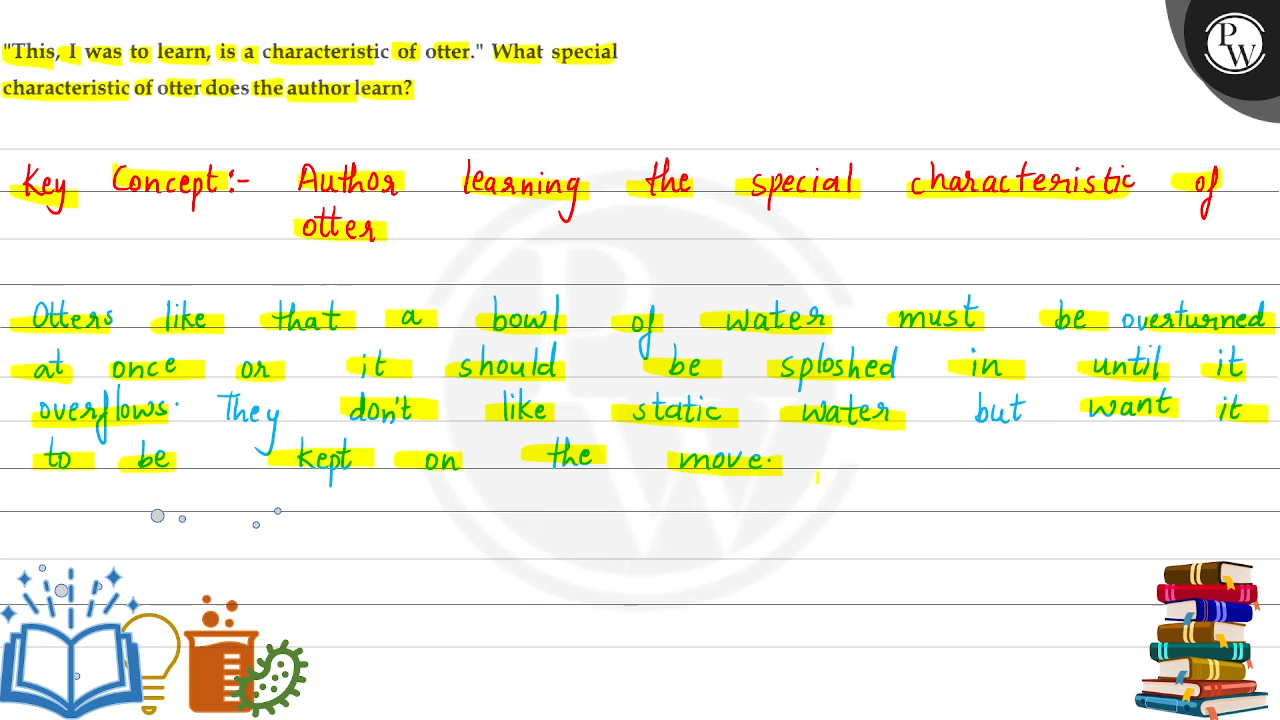 "This, I was to learn, is a characteristic of otter." What special
characteristic of otter does the author learn?
Key Concept:- Author learning the special characteristic of
otter
Otters like that a bowl of water must be overturned
at once or it should be sploshed in until it
overflows. They don't like static water but want it
to be kept on the move.
PW